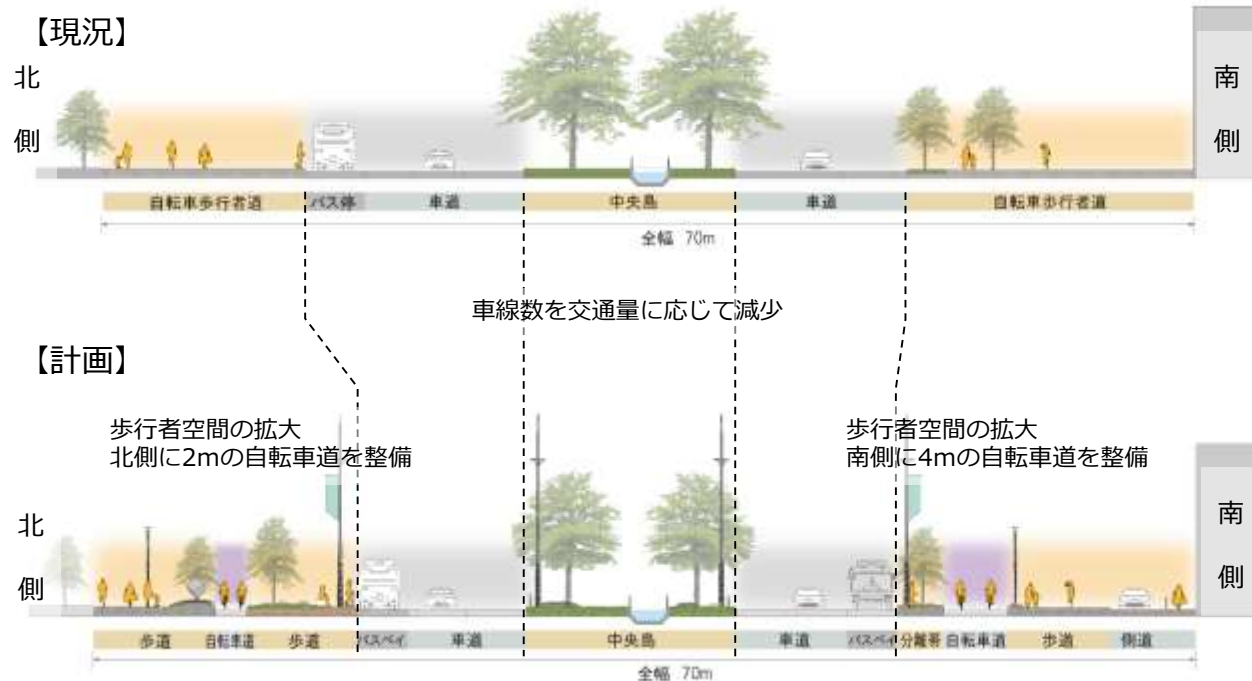 【現況】
北側
南側
自転車歩行者道 バス停 車道 中央島 車道 自転車歩行者道
全幅 70m
車線数を交通量に応じて減少
【計画】
歩行者空間の拡大
北側に2mの自転車道を整備
歩行者空間の拡大
南側に4mの自転車道を整備
北側
南側
歩道 自転車道 歩道 バスベイ 車道 中央島 車道 バスベイ 分離帯 自転車道 歩道 側道
全幅 70m